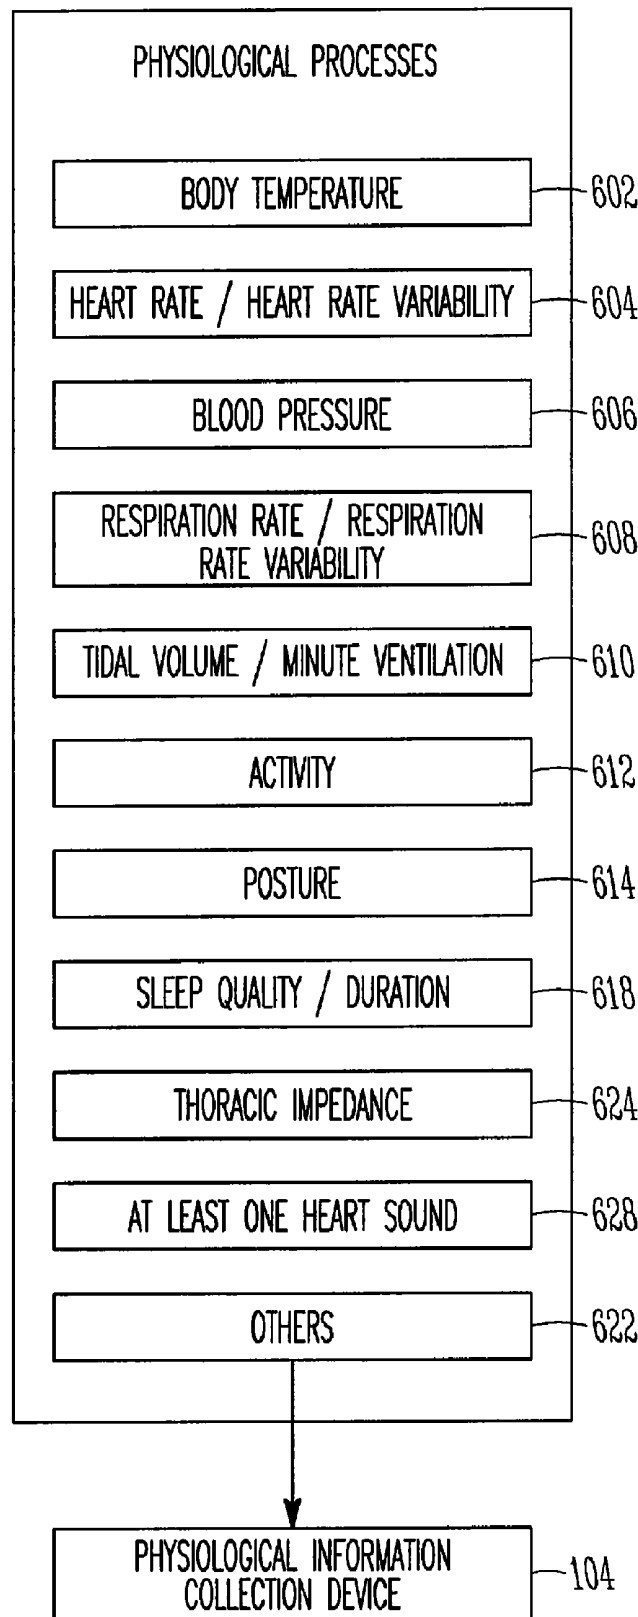 PHYSIOLOGICAL PROCESSES
BODY TEMPERATURE 602
HEART RATE / HEART RATE VARIABILITY 604
BLOOD PRESSURE 606
RESPIRATION RATE / RESPIRATION
RATE VARIABILITY 608
TIDAL VOLUME / MINUTE VENTILATION 610
ACTIVITY 612
POSTURE 614
SLEEP QUALITY / DURATION 618
THORACIC IMPEDANCE 624
AT LEAST ONE HEART SOUND 628
OTHERS 622
PHYSIOLOGICAL INFORMATION
COLLECTION DEVICE 104